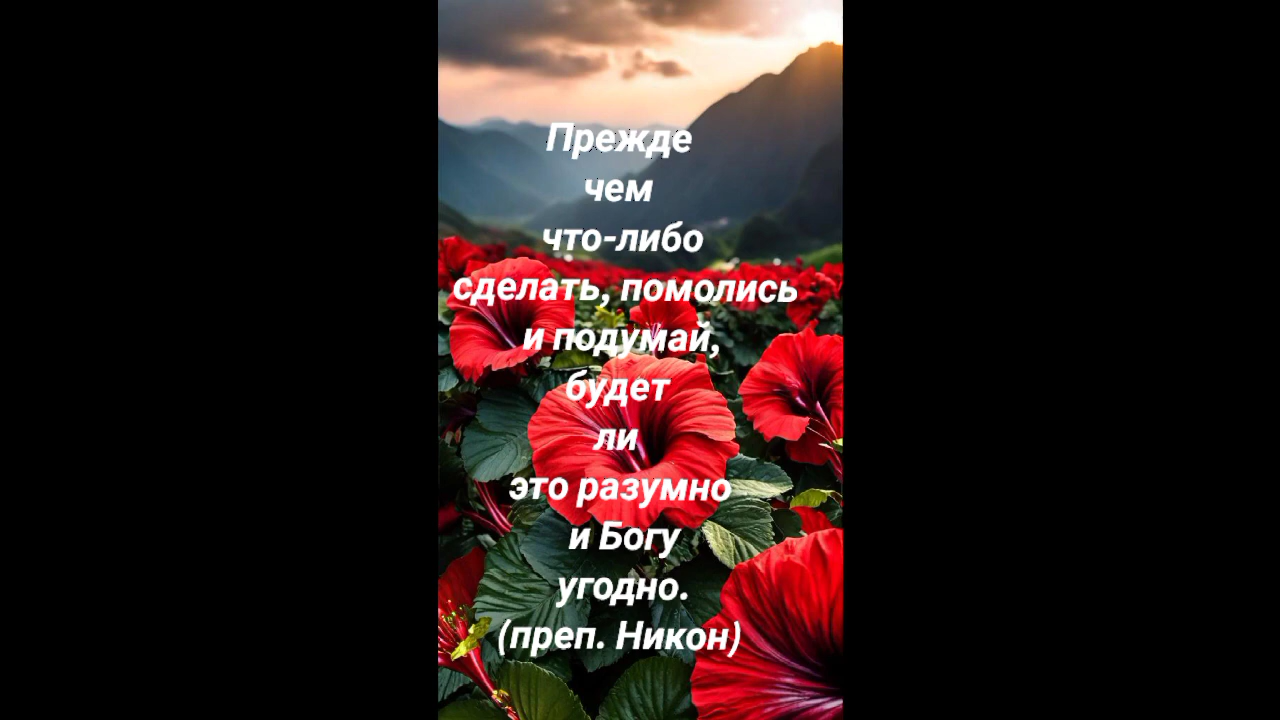 Прежде
чем
что-либо
сделать, помолись
и подумай,
будет
ли
это разумно
и Богу
угодно.
(преп. Никон)